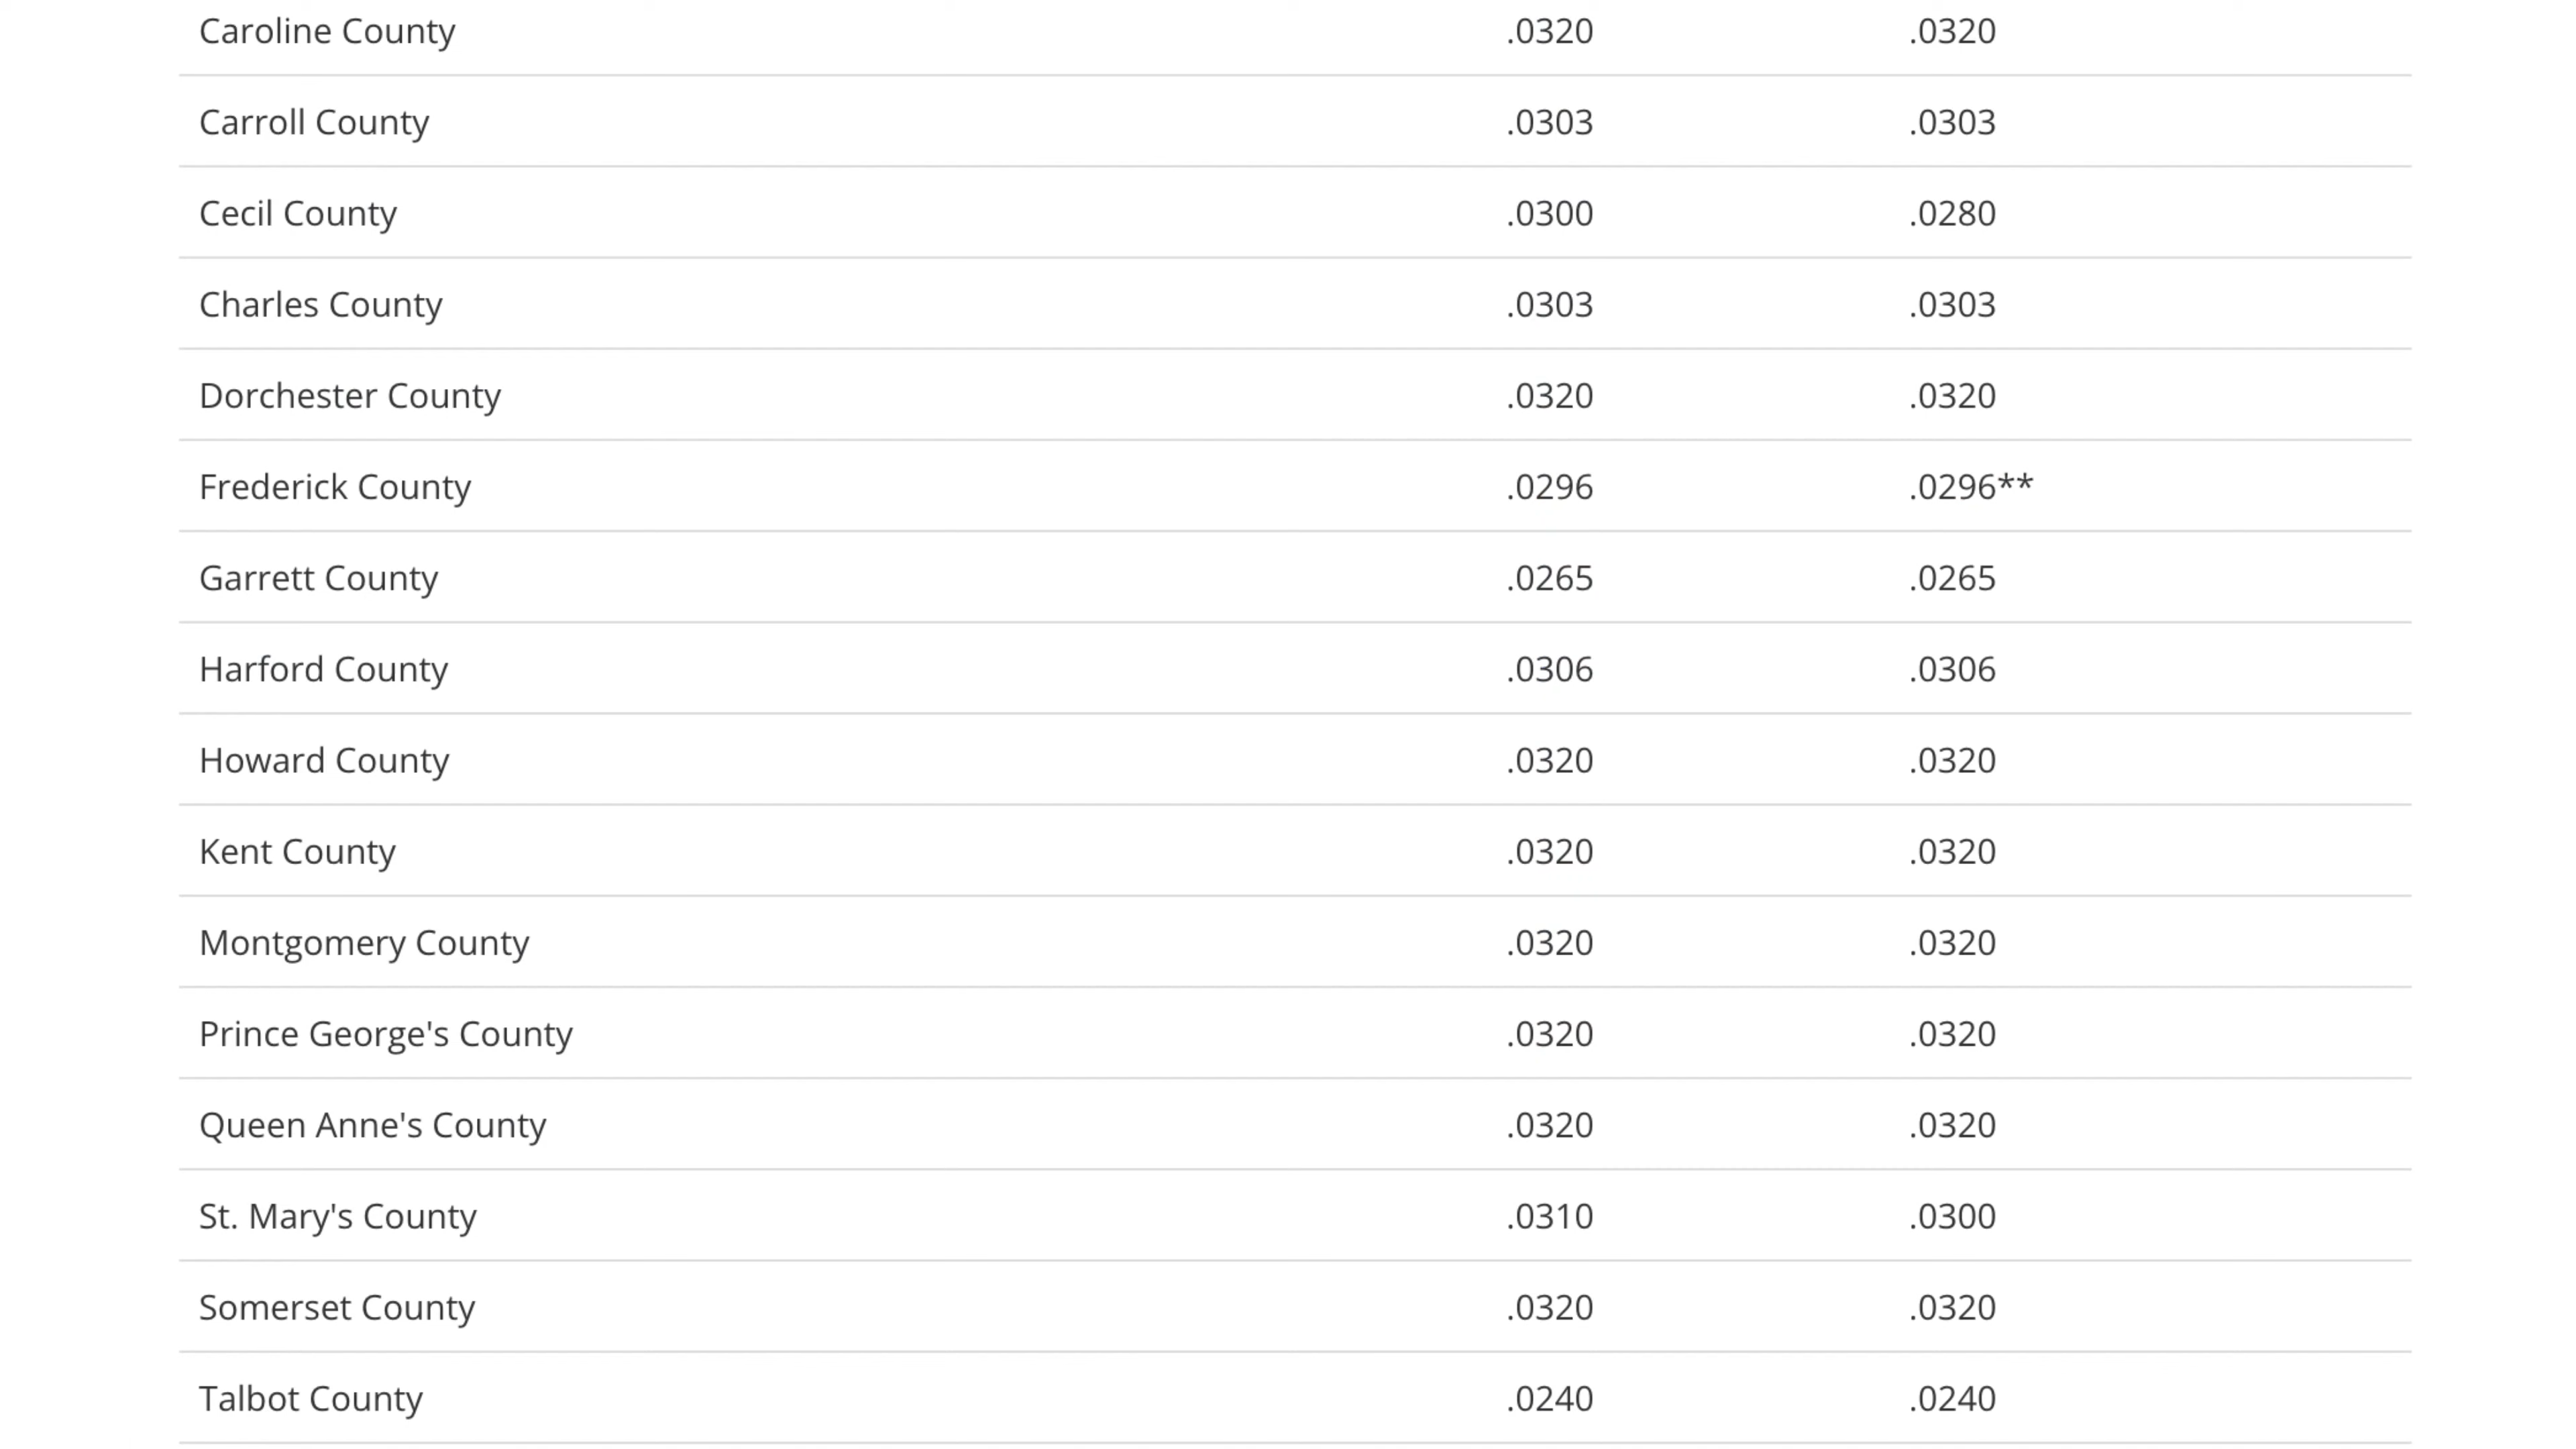 Caroline County .0320 .0320
Carroll County .0303 .0303
Cecil County .0300 .0280
Charles County .0303 .0303
Dorchester County .0320 .0320
Frederick County .0296 .0296**
Garrett County .0265 .0265
Harford County .0306 .0306
Howard County .0320 .0320
Kent County .0320 .0320
Montgomery County .0320 .0320
Prince George's County .0320 .0320
Queen Anne's County .0320 .0320
St. Mary's County .0310 .0300
Somerset County .0320 .0320
Talbot County .0240 .0240